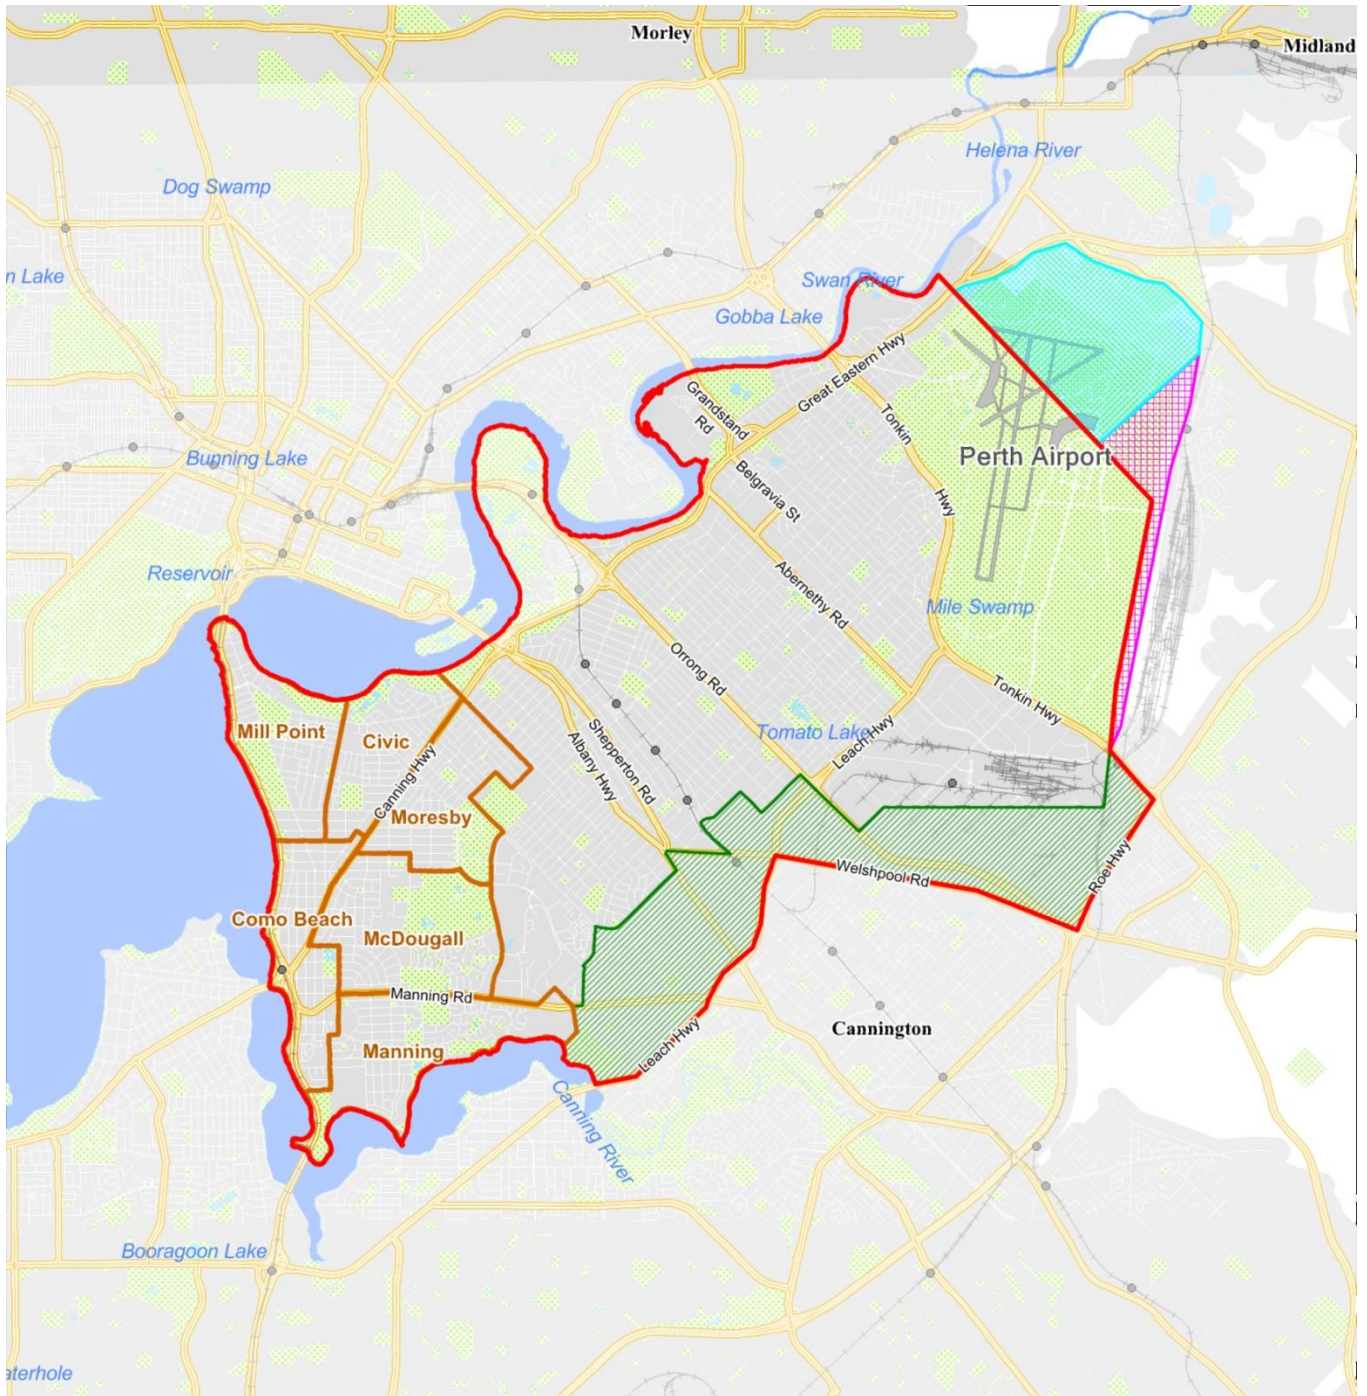 Morley
Midland
Helena River
Dog Swamp
n Lake
Swan River
Gobba Lake
Great Eastern Hwy
Grandstand
Rd
Tonkin
Hwy
Perth Airport
Bunning Lake
Belgravia St
Reservoir
Abernethy Rd
Mile Swamp
Orrong Rd
Tonkin Hwy
Mill Point
Civic
Tomato Lake
Leach Hwy
Shepperton Rd
Albany Hwy
Canning Hwy
Moresby
Welshpool Rd
Roe Hwy
Como Beach
McDougall
Manning Rd
Cannington
Manning
Leach Hwy
Canning River
Booragoon Lake
aterhole